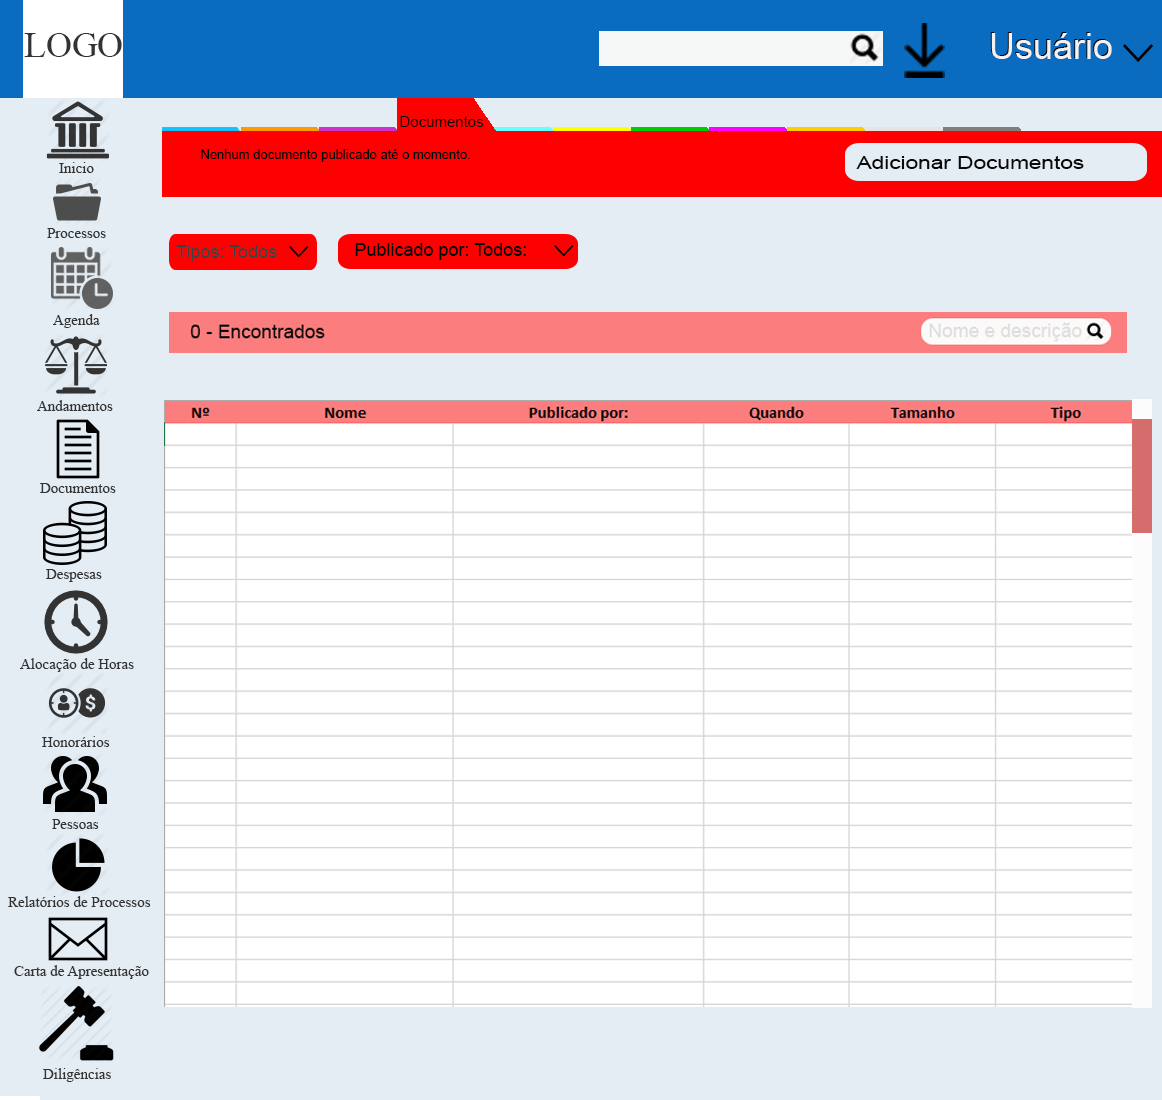 LOGO
Usuário
Inicio
Processos
Agenda
Andamentos
Documentos
Despesas
Alocação de Horas
Honorários
Pessoas
Relatórios de Processos
Carta de Apresentação
Diligências
Documentos
Nenhum documento publicado até o momento.
Adicionar Documentos
Tipos: Todos
Publicado por: Todos:
0 - Encontrados
Nome e descrição
Nº Nome Publicado por: Quando Tamanho Tipo